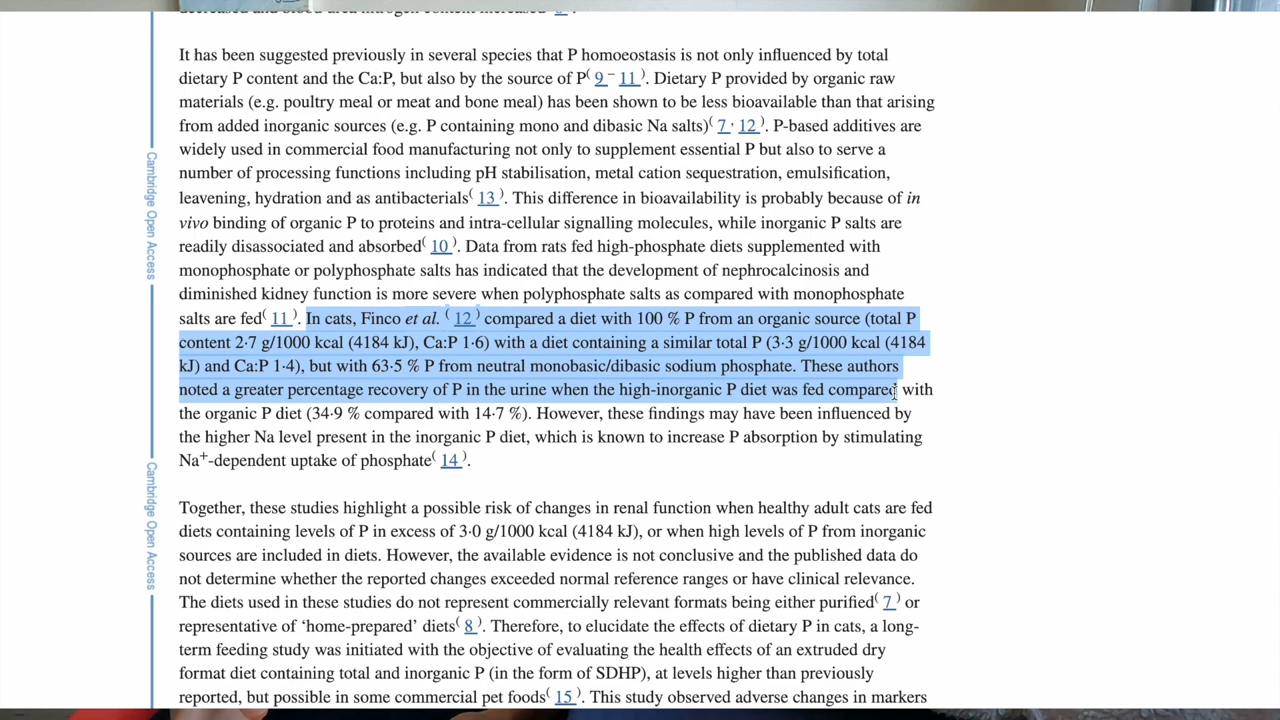 It has been suggested previously in several species that P homoeostasis is not only influenced by total
dietary P content and the Ca:P, but also by the source of P( 9 – 11 ). Dietary P provided by organic raw
materials (e.g. poultry meal or meat and bone meal) has been shown to be less bioavailable than that arising
from added inorganic sources (e.g. P containing mono and dibasic Na salts)( 7 , 12 ). P-based additives are
widely used in commercial food manufacturing not only to supplement essential P but also to serve a
number of processing functions including pH stabilisation, metal cation sequestration, emulsification,
leavening, hydration and as antibacterials( 13 ). This difference in bioavailability is probably because of in
vivo binding of organic P to proteins and intra-cellular signalling molecules, while inorganic P salts are
readily disassociated and absorbed( 10 ). Data from rats fed high-phosphate diets supplemented with
monophosphate or polyphosphate salts has indicated that the development of nephrocalcinosis and
diminished kidney function is more severe when polyphosphate salts as compared with monophosphate
salts are fed( 11 ). In cats, Finco et al. ( 12 ) compared a diet with 100 % P from an organic source (total P
content 2·7 g/1000 kcal (4184 kJ), Ca:P 1·6) with a diet containing a similar total P (3·3 g/1000 kcal (4184
kJ) and Ca:P 1·4), but with 63·5 % P from neutral monobasic/dibasic sodium phosphate. These authors
noted a greater percentage recovery of P in the urine when the high-inorganic P diet was fed compared with
the organic P diet (34·9 % compared with 14·7 %). However, these findings may have been influenced by
the higher Na level present in the inorganic P diet, which is known to increase P absorption by stimulating
Na+-dependent uptake of phosphate( 14 ).
Together, these studies highlight a possible risk of changes in renal function when healthy adult cats are fed
diets containing levels of P in excess of 3·0 g/1000 kcal (4184 kJ), or when high levels of P from inorganic
sources are included in diets. However, the available evidence is not conclusive and the published data do
not determine whether the reported changes exceeded normal reference ranges or have clinical relevance.
The diets used in these studies do not represent commercially relevant formats being either purified( 7 ) or
representative of ‘home-prepared’ diets( 8 ). Therefore, to elucidate the effects of dietary P in cats, a long-
term feeding study was initiated with the objective of evaluating the health effects of an extruded dry
format diet containing total and inorganic P (in the form of SDHP), at levels higher than previously
reported, but possible in some commercial pet foods( 15 ). This study observed adverse changes in markers
Cambridge Open Access
Cambridge Open Access